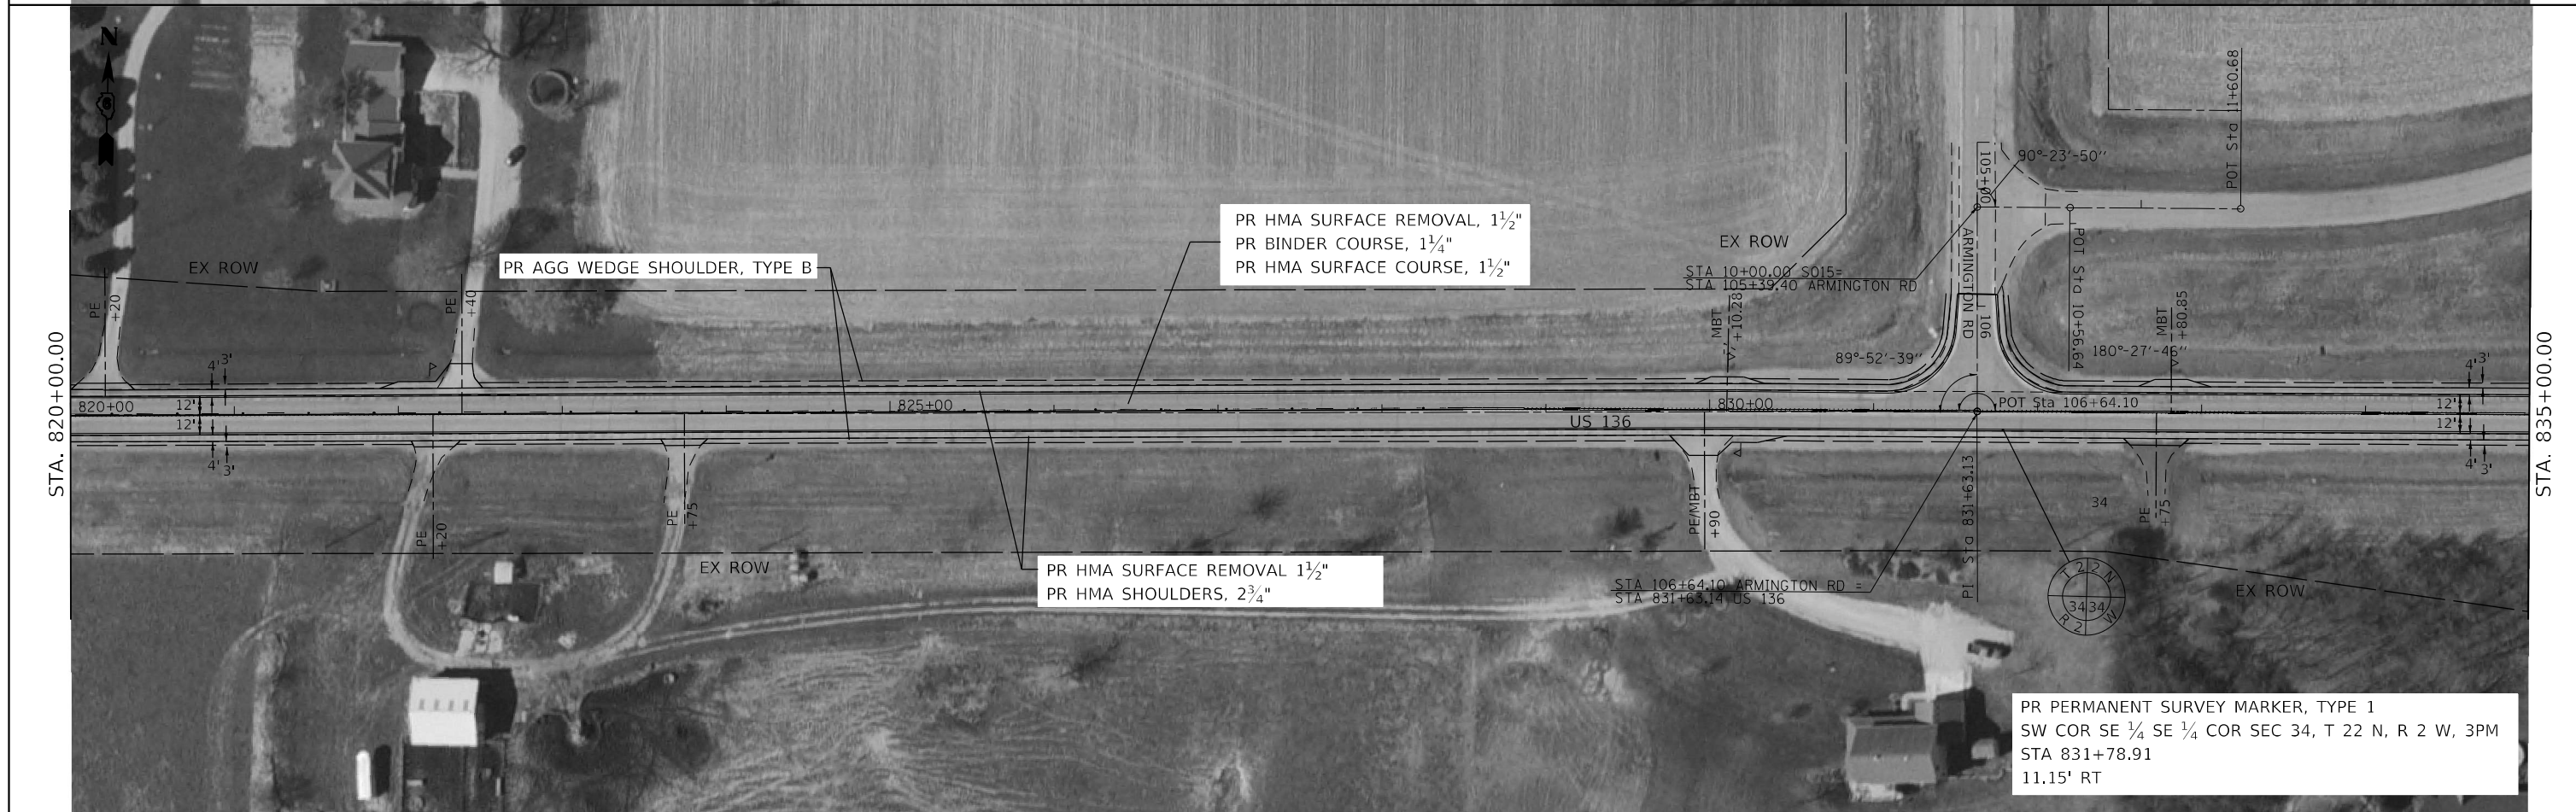 N
6
STA. 820+00.00
STA. 835+00.00
EX ROW
PE
+20
PE
+40
PR AGG WEDGE SHOULDER, TYPE B
PR HMA SURFACE REMOVAL, 1½"
PR BINDER COURSE, 1¼"
PR HMA SURFACE COURSE, 1½"
EX ROW
STA 10+00.00 S015=
STA 105+39.40 ARMINGTON RD
MBT
+10.28
105+00
90°-23'-50''
POT Sta 11+60.68
ARMINGTON RD
106
POT Sta 10+56.64
MBT
+80.85
89°-52'-39''
180°-27'-46''
4'
3'
4'
3'
820+00
12'
12'
825+00
830+00
POT Sta 106+64.10
12'
12'
US 136
4'
3'
4'
3'
PE
+20
PE
+75
PE/MBT
+90
PI Sta 831+63.13
34
PE
+75
EX ROW
PR HMA SURFACE REMOVAL 1½"
PR HMA SHOULDERS, 2¾"
STA 106+64.10 ARMINGTON RD =
STA 831+63.14 US 136
T 22 N
34 34
R 2 W
EX ROW
PR PERMANENT SURVEY MARKER, TYPE 1
SW COR SE ¼ SE ¼ COR SEC 34, T 22 N, R 2 W, 3PM
STA 831+78.91
11.15' RT